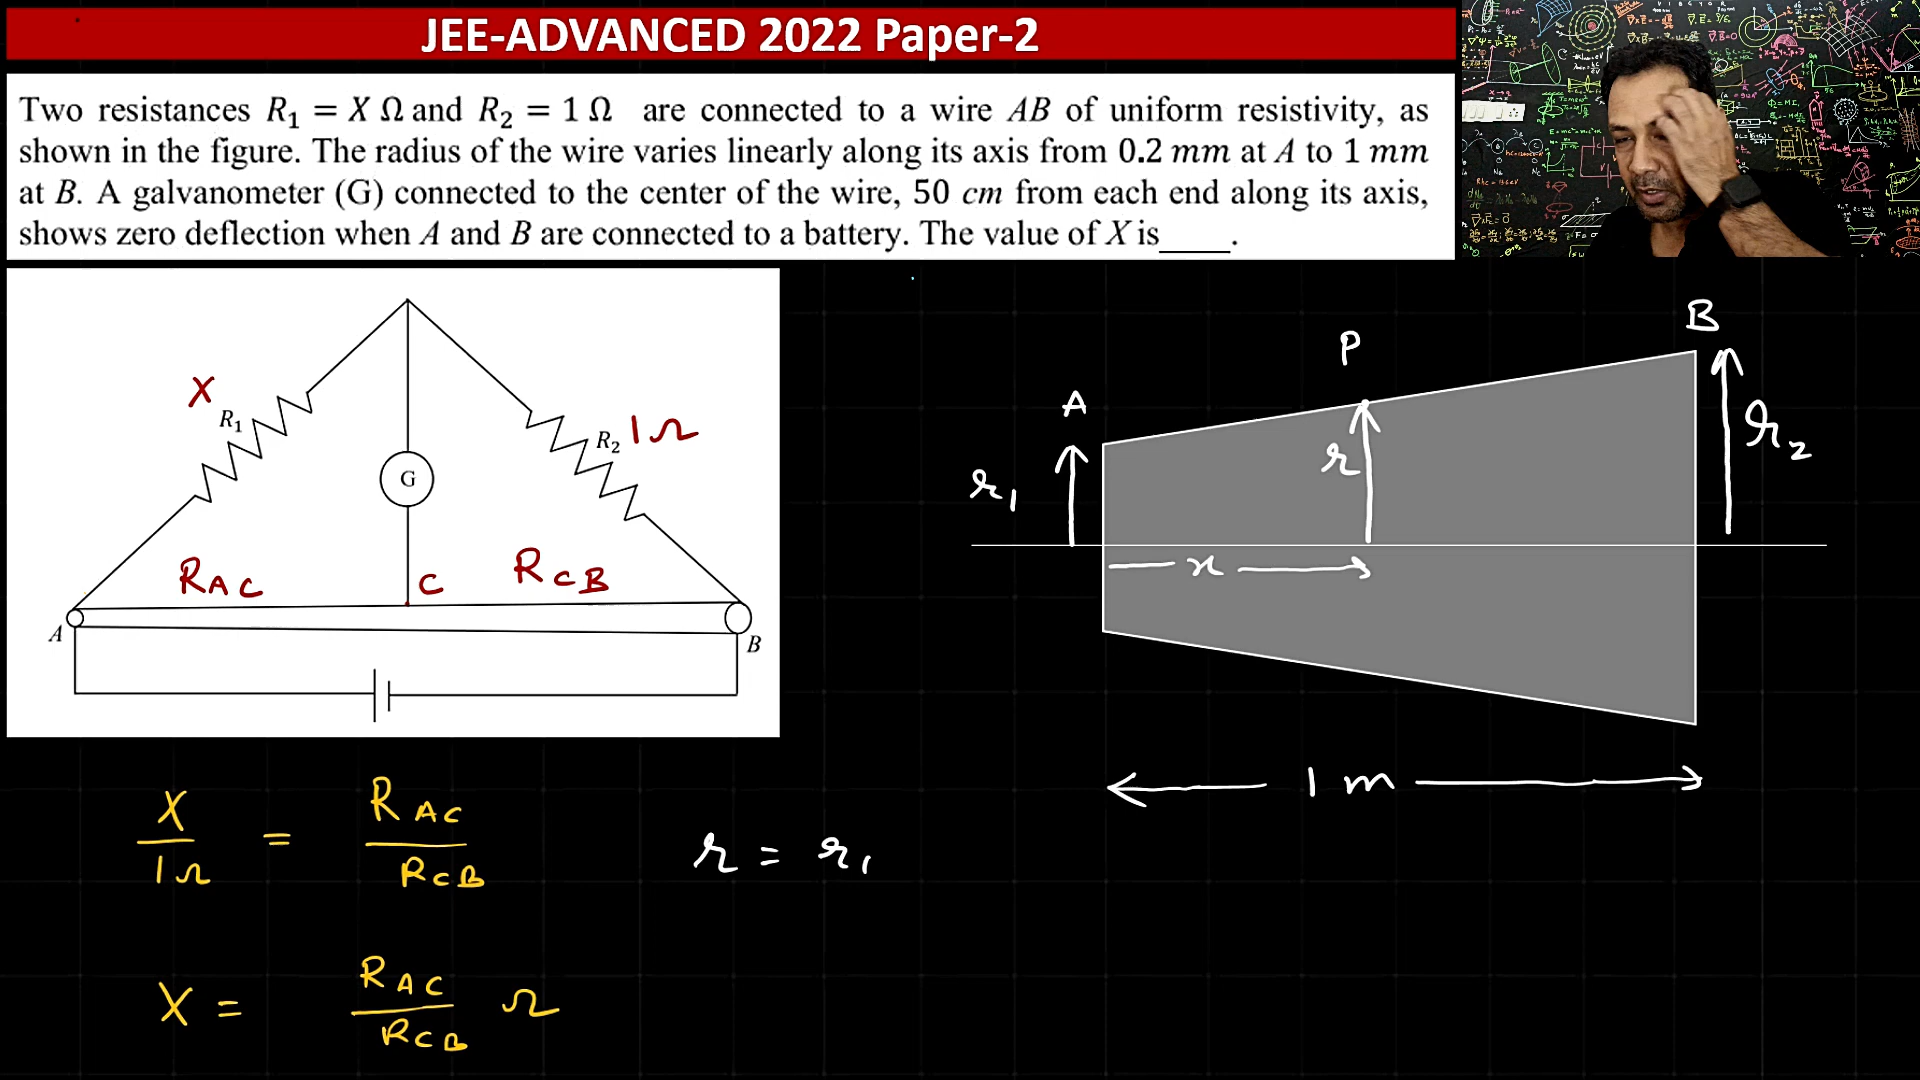 JEE-ADVANCED 2022 Paper-2
Two resistances R₁ = X Ω and R₂ = 1 Ω are connected to a wire AB of uniform resistivity, as
shown in the figure. The radius of the wire varies linearly along its axis from 0.2 mm at A to 1 mm
at B. A galvanometer (G) connected to the center of the wire, 50 cm from each end along its axis,
shows zero deflection when A and B are connected to a battery. The value of X is_____.
X
R₁
R₂ 1Ω
G
R_AC
C
R_CB
A
B
B
P
A
r₂
r
r₁
x
1 m
X/1Ω = R_AC/R_CB
r = r₁
X = R_AC/R_CB Ω